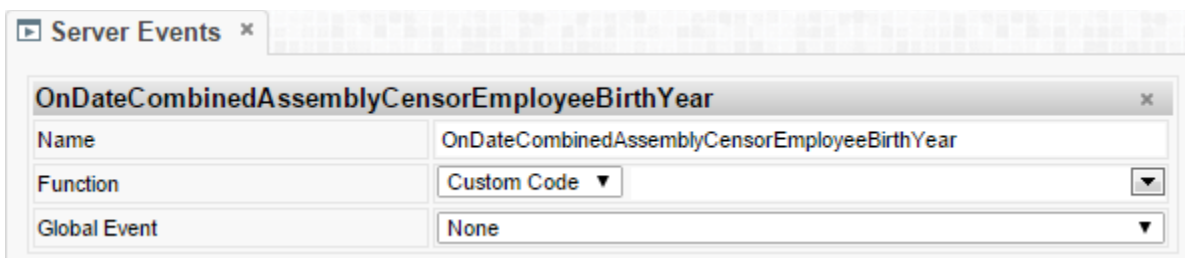 Server Events ×
OnDateCombinedAssemblyCensorEmployeeBirthYear ×
Name OnDateCombinedAssemblyCensorEmployeeBirthYear
Function Custom Code ▼
Global Event None ▼